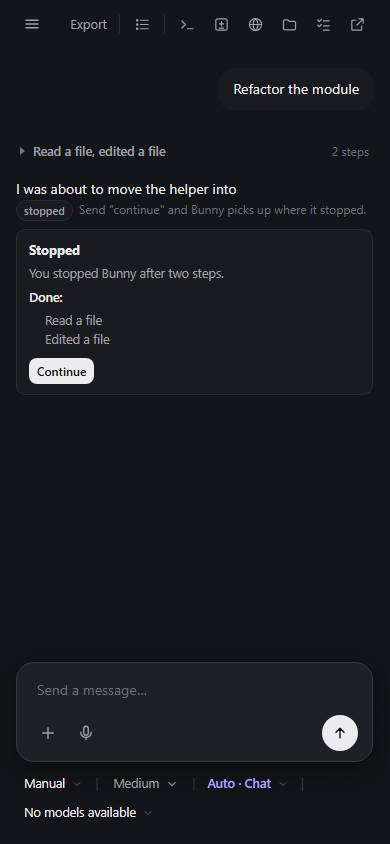 Export
Refactor the module
Read a file, edited a file
2 steps
I was about to move the helper into
stopped Send "continue" and Bunny picks up where it stopped.
Stopped
You stopped Bunny after two steps.
Done:
Read a file
Edited a file
Continue
Send a message...
Manual Medium Auto · Chat
No models available